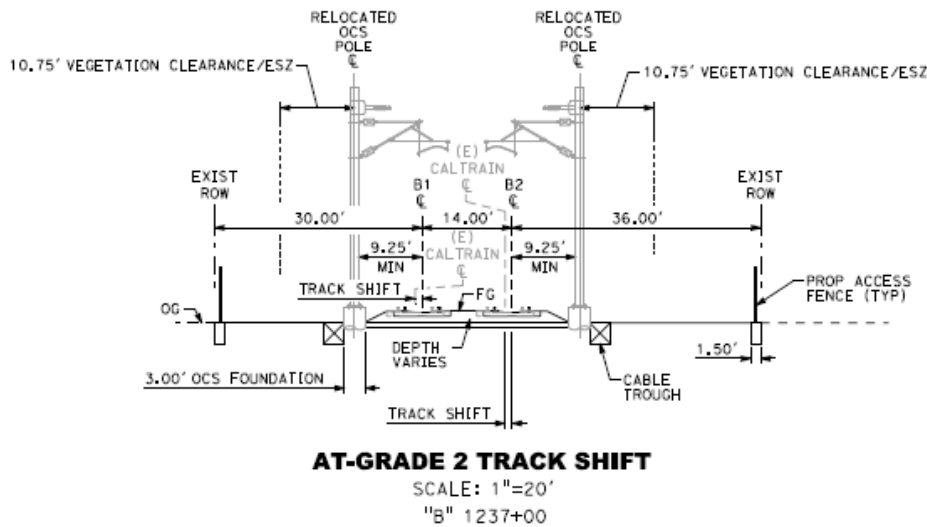 RELOCATED
OCS
POLE
℄
RELOCATED
OCS
POLE
℄
10.75' VEGETATION CLEARANCE/ESZ
10.75' VEGETATION CLEARANCE/ESZ
(E)
CALTRAIN
℄
EXIST
ROW
B1
℄
B2
℄
EXIST
ROW
30.00'
14.00'
36.00'
9.25'
MIN
(E)
CALTRAIN
℄
9.25'
MIN
TRACK SHIFT
FG
PROP ACCESS
FENCE (TYP)
OG
DEPTH
VARIES
1.50'
3.00' OCS FOUNDATION
CABLE
TROUGH
TRACK SHIFT
AT-GRADE 2 TRACK SHIFT
SCALE: 1"=20'
"B" 1237+00